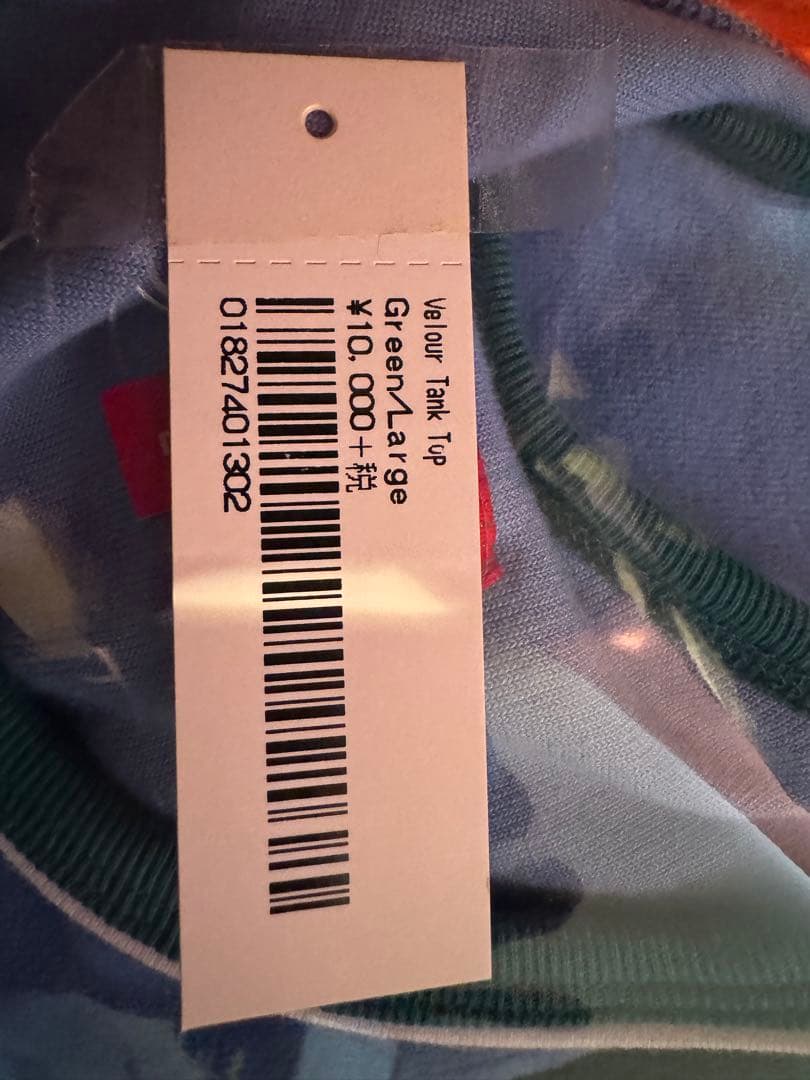 Velour Tank Top
Green/Large
¥10,000+税
01827401302